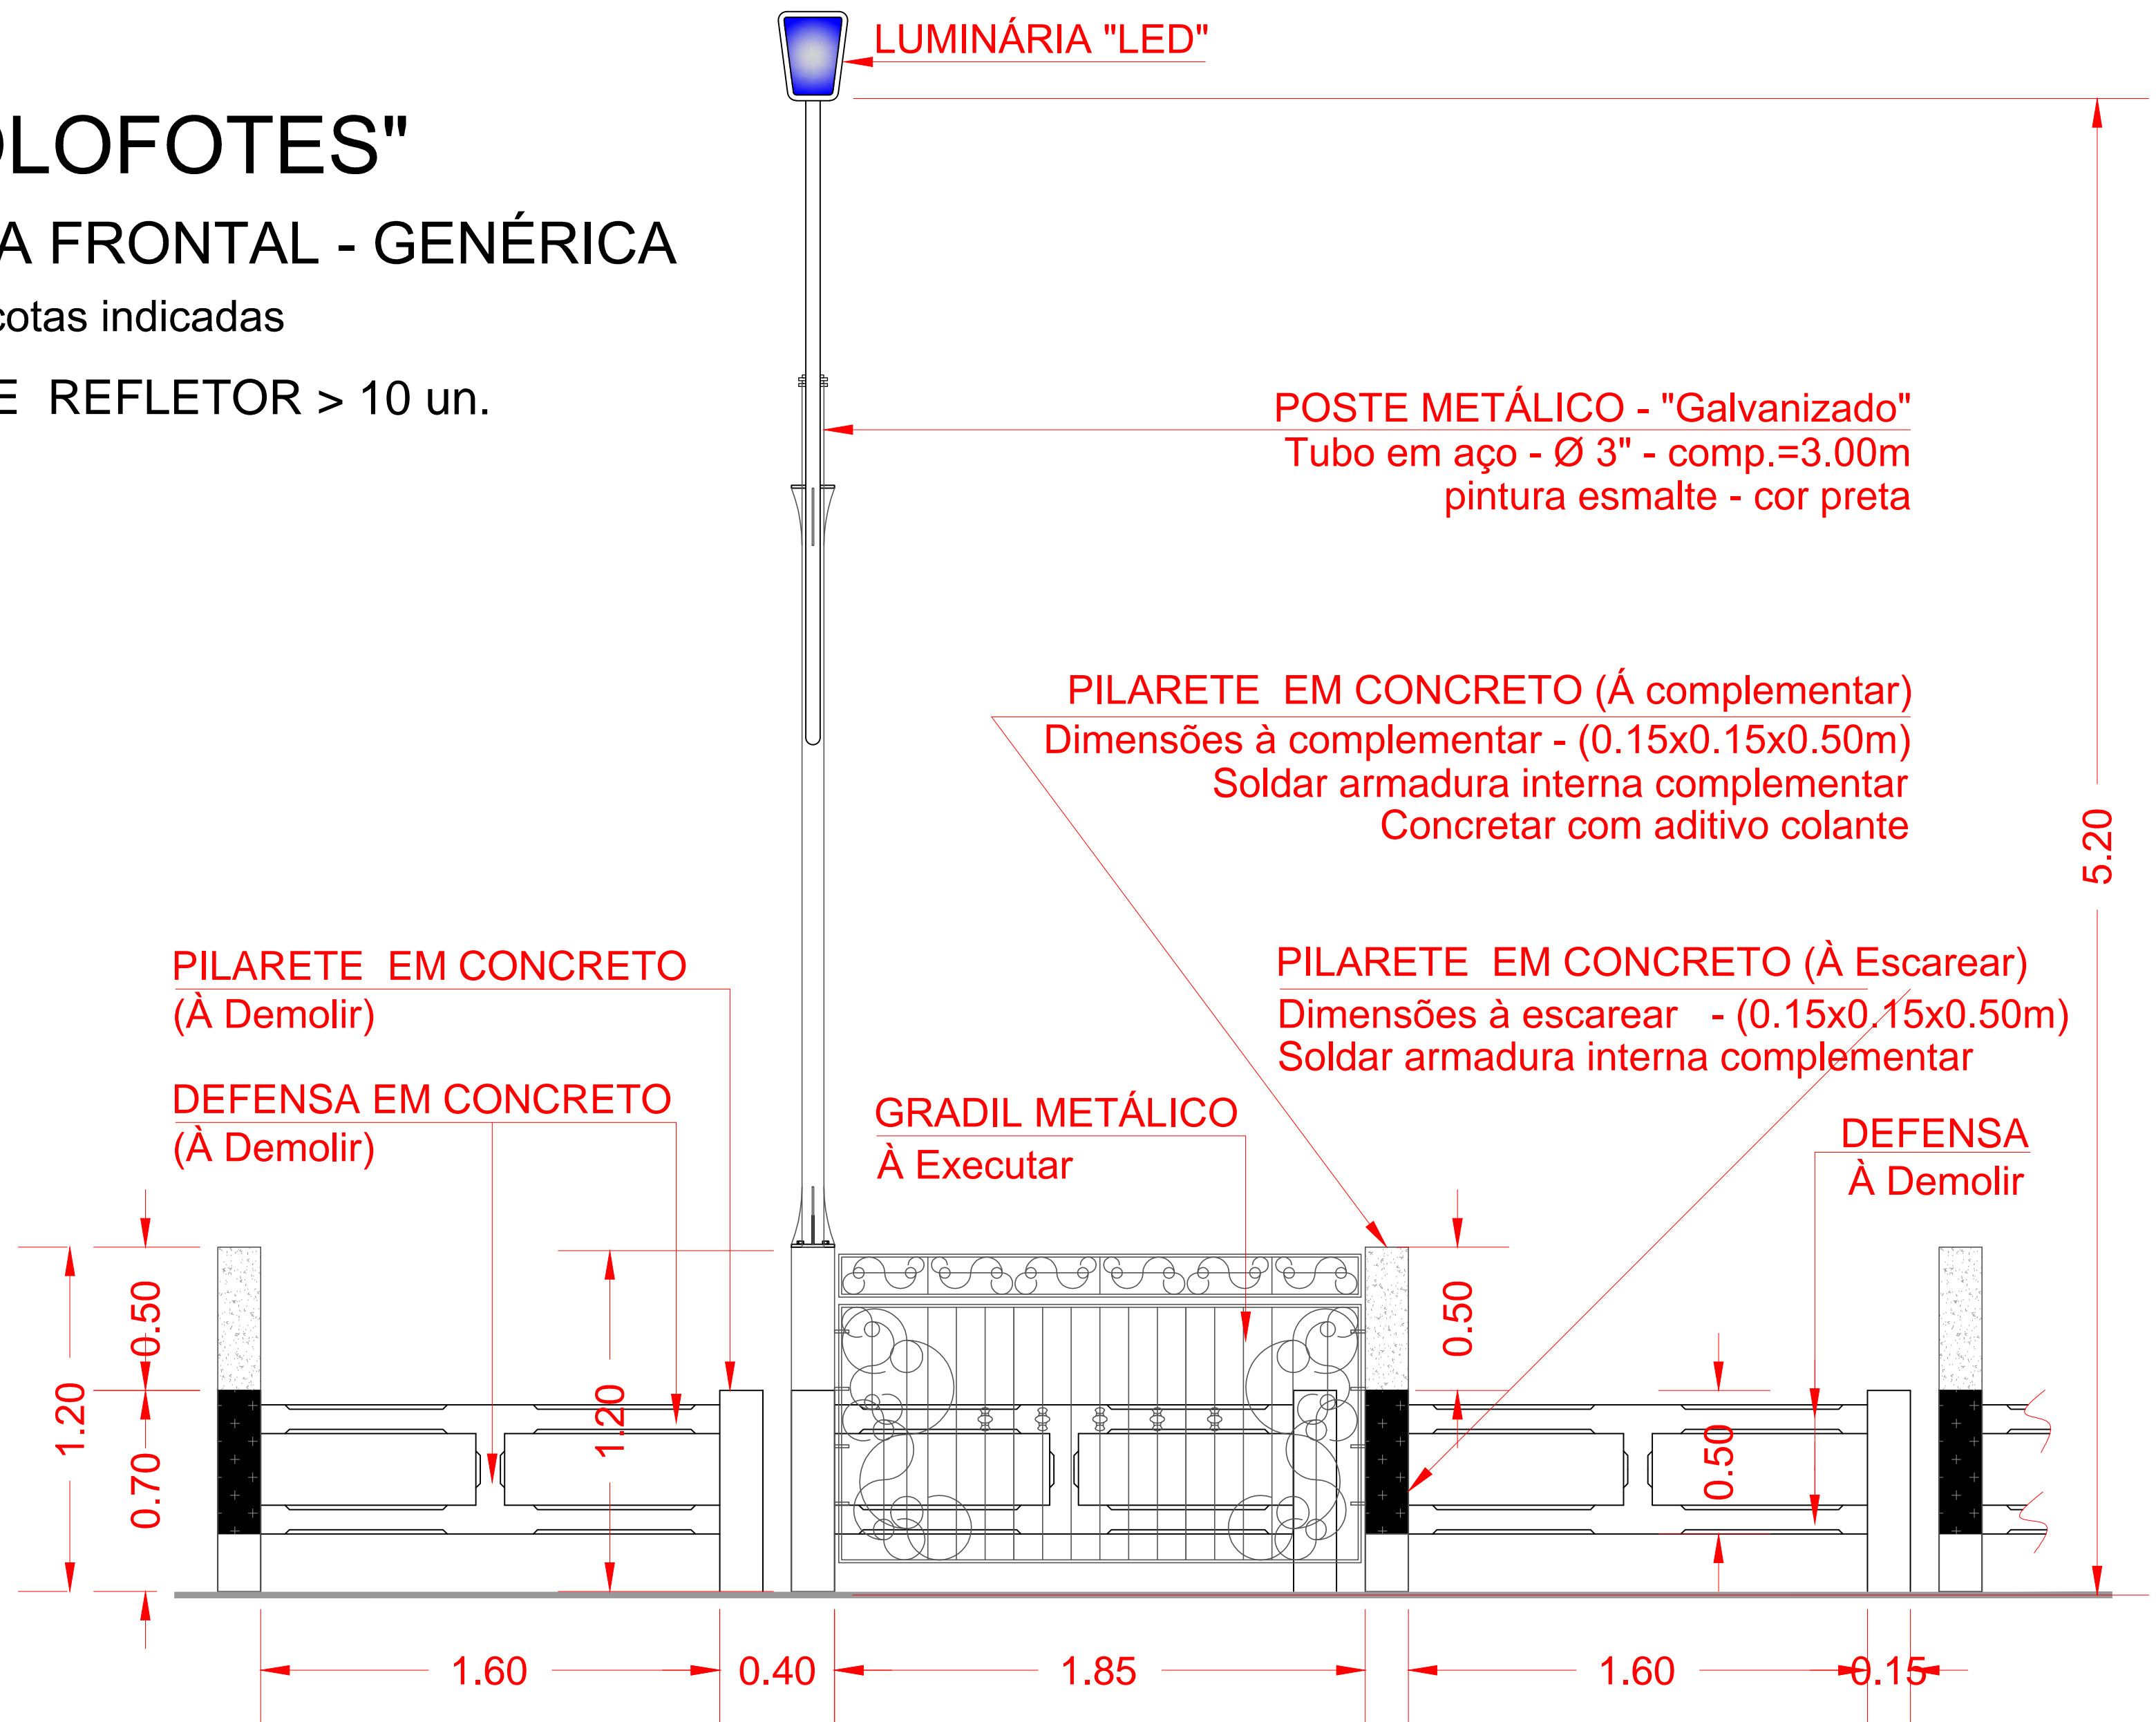 LUMINÁRIA "LED"
OLOFOTES"
A FRONTAL - GENÉRICA
cotas indicadas
E REFLETOR > 10 un.
POSTE METÁLICO - "Galvanizado"
Tubo em aço - Ø 3" - comp.=3.00m
pintura esmalte - cor preta
PILARETE EM CONCRETO (Á complementar)
Dimensões à complementar - (0.15x0.15x0.50m)
Soldar armadura interna complementar
Concretar com aditivo colante
5.20
PILARETE EM CONCRETO
(À Demolir)
PILARETE EM CONCRETO (À Escarear)
Dimensões à escarear - (0.15x0.15x0.50m)
Soldar armadura interna complementar
DEFENSA EM CONCRETO
(À Demolir)
GRADIL METÁLICO
À Executar
DEFENSA
À Demolir
0.50
0.50
1.20
1.20
0.70
0.50
1.60
0.40
1.85
1.60
0.15